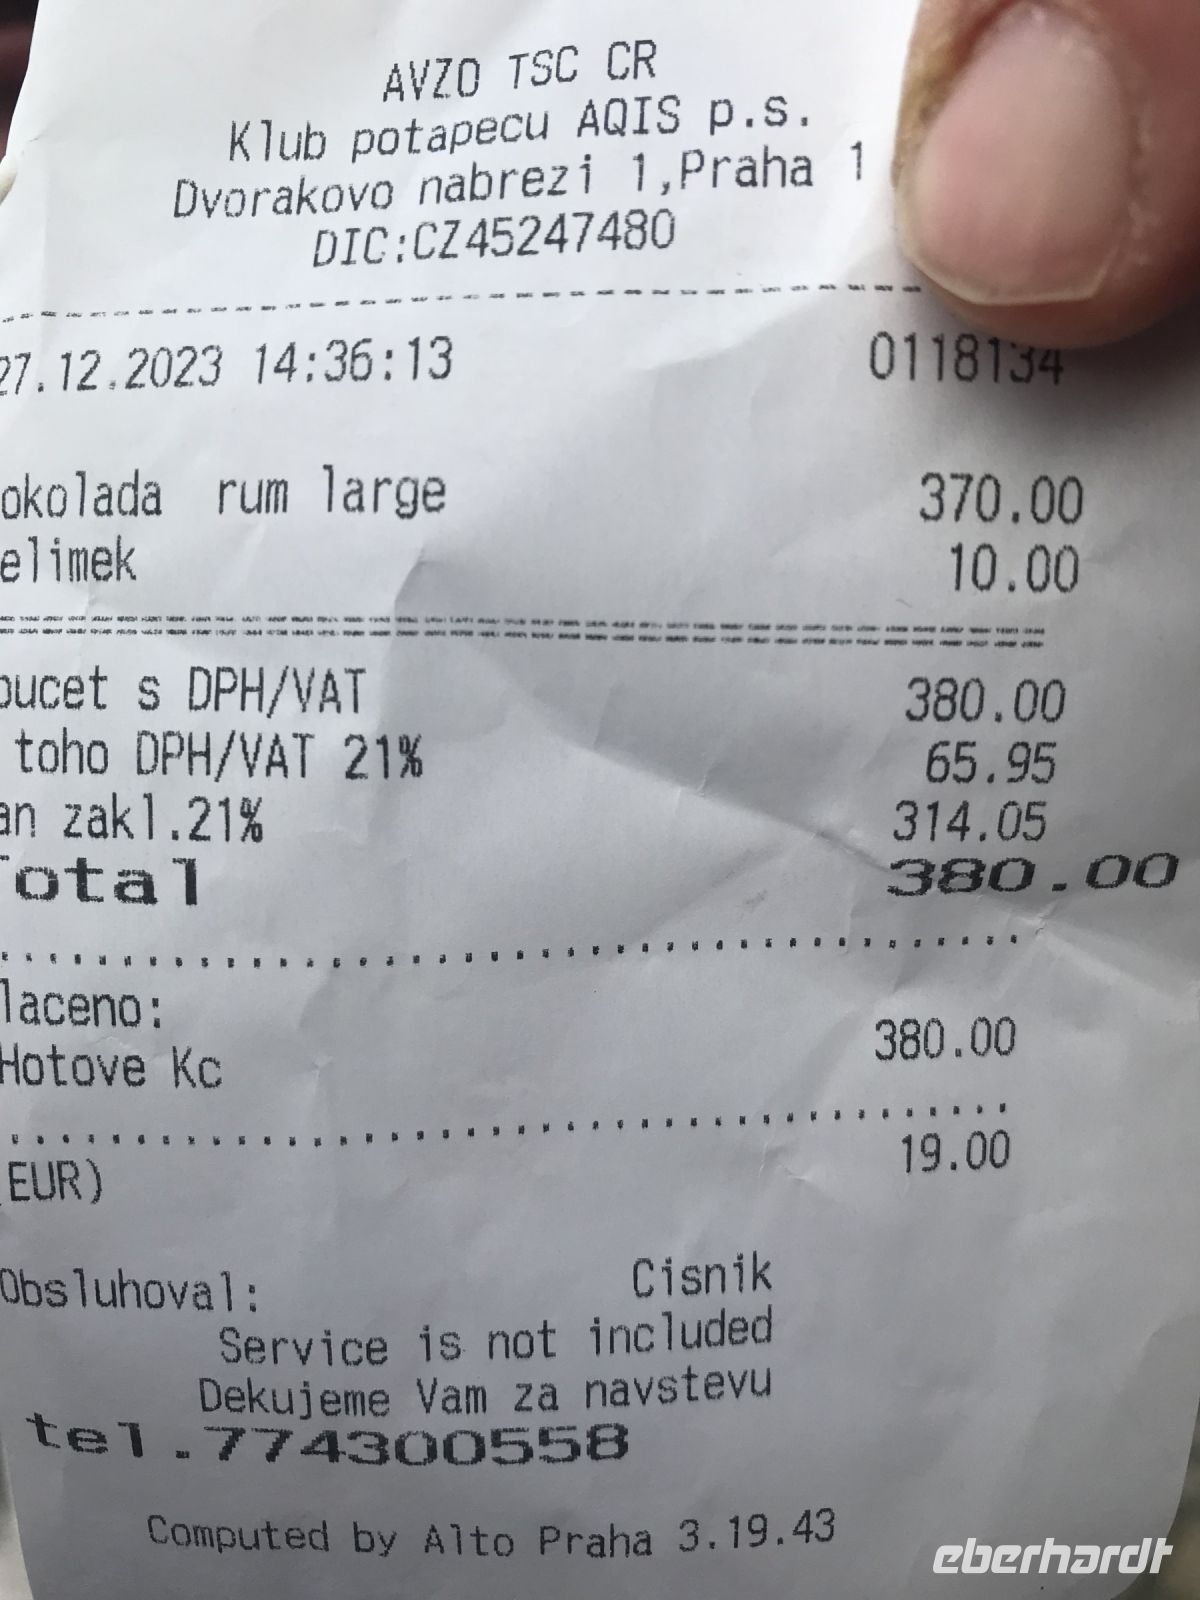 AVZO TSC CR
Klub potapecu AQIS p.s.
Dvorakovo nabrezi 1,Praha 1
DIC:CZ45247480
27.12.2023 14:36:13 0118134
okolada rum large 370.00
elimek 10.00
oucet s DPH/VAT 380.00
toho DPH/VAT 21% 65.95
an zakl.21% 314.05
Total 380.00
laceno:
Hotove Kc 380.00
(EUR) 19.00
Obsluhoval: Cisnik
Service is not included
Dekujeme Vam za navstevu
tel.774300558
Computed by Alto Praha 3.19.43
eberhardt